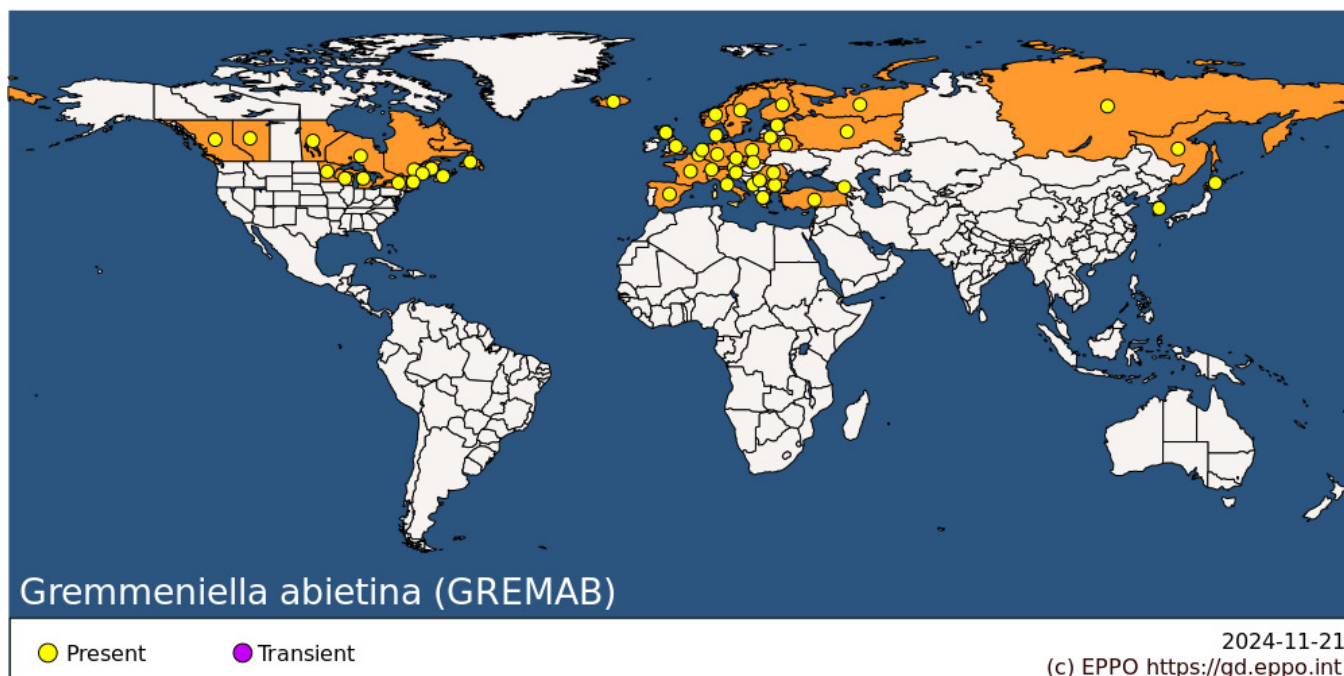 Gremmeniella abietina (GREMAB)
Present
Transient
2024-11-21
(c) EPPO https://gd.eppo.int